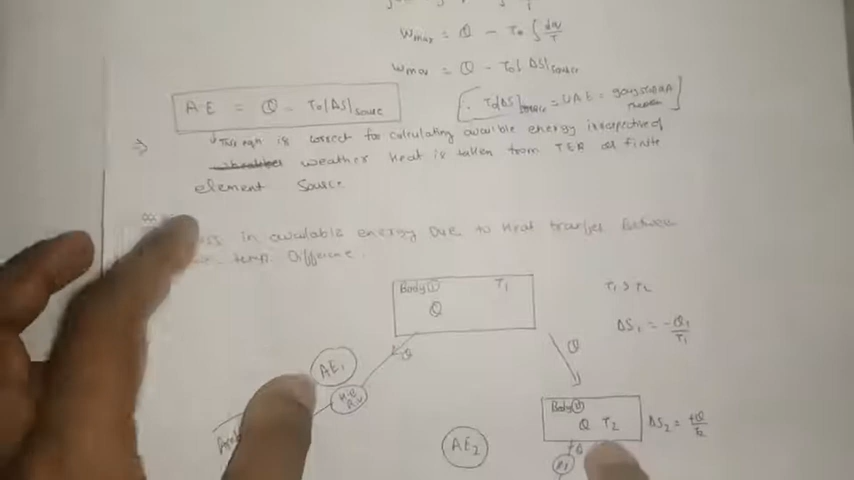 Wmax = Q - T0 ∫ dQ/T
Wmax = Q - T0 |ΔS|source
A·E = Q - T0|ΔS|source
[∵ T0|ΔS|source = UAE =
⇒ This eqn is correct for calculating avaible energy irrespective of
weather heat is taken from TER or finite
element source
in available energy Due to Heat transfer Between
temp Difference.
Body① T1
Q
T1 > T2
ΔS1 = -Q1/T1
Q
Q
AE1
Body②
Q T2
ΔS2 = +Q/T2
AE2